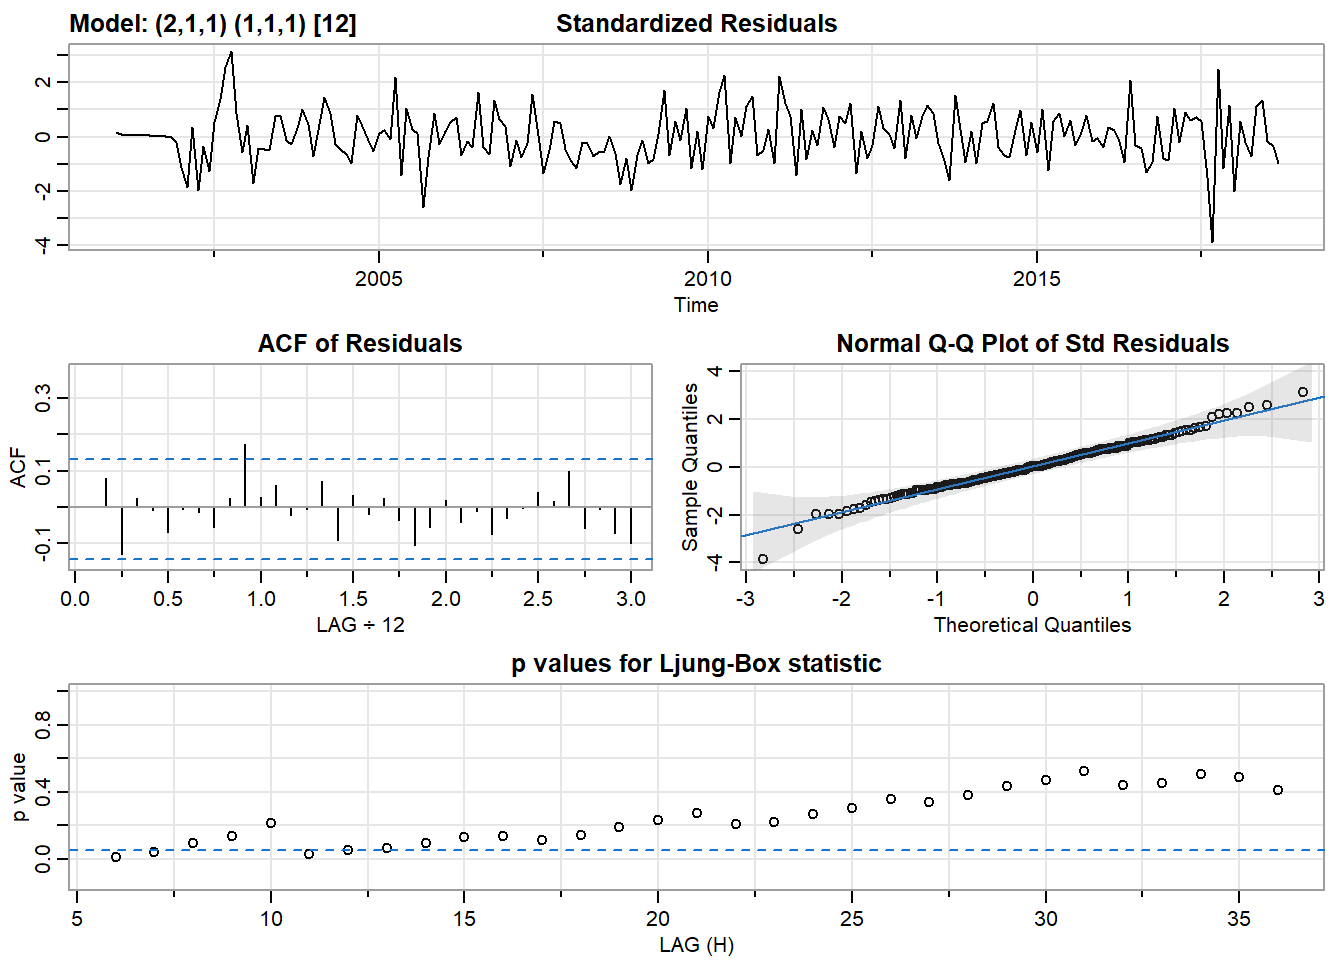 Model: (2,1,1) (1,1,1) [12] Standardized Residuals
2
0
-2
-4
2005 2010 2015
Time
ACF of Residuals
ACF
0.3
0.1
-0.1
0.0 0.5 1.0 1.5 2.0 2.5 3.0
LAG ÷ 12
Normal Q-Q Plot of Std Residuals
Sample Quantiles
4
2
0
-2
-4
-3 -2 -1 0 1 2 3
Theoretical Quantiles
p values for Ljung-Box statistic
p value
0.8
0.4
0.0
5 10 15 20 25 30 35
LAG (H)